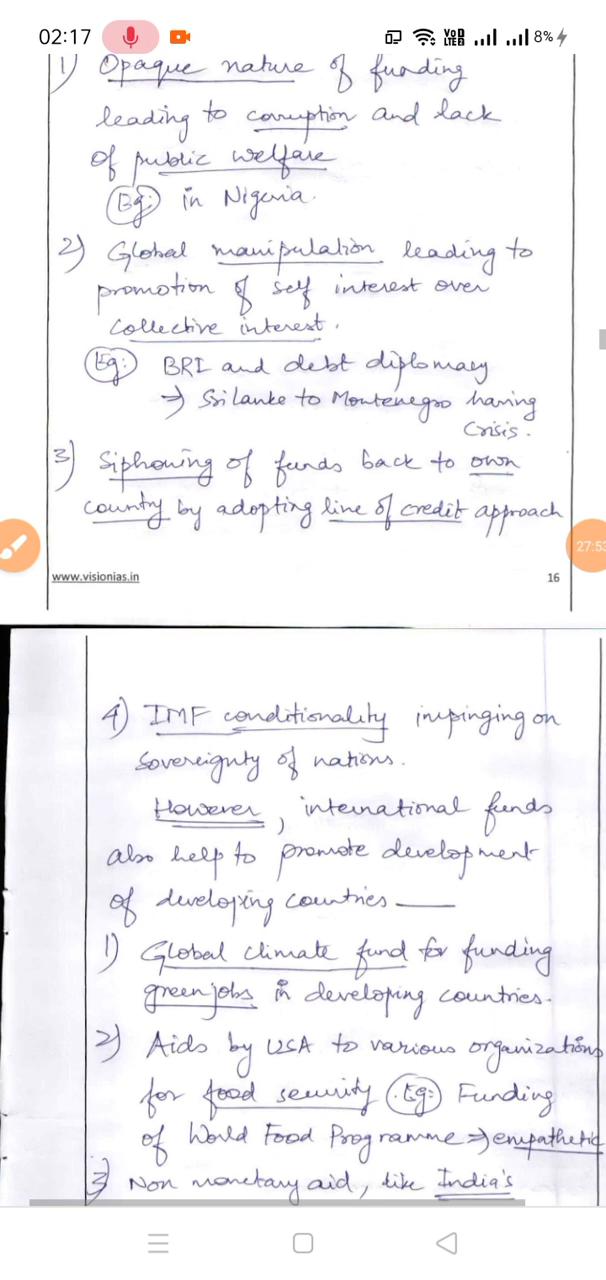 02:17
VoD LTE2
8%
1) Opaque nature of funding
leading to corruption and lack
of public welfare
Eg: in Nigeria.
2) Global manipulation leading to
promotion of self interest over
collective interest.
Eg: BRI and debt diplomacy
→ Sri Lanke to Montenegro having
Crisis.
3) Siphowing of funds back to own
country by adopting line of credit approach
27:53
www.visionias.in
16
4) IMF conditionality impinging on
Sovereignty of nations.
However, international funds
also help to promote development
of developing countries —
1) Global climate fund for funding
green jobs in developing countries.
2) Aids by USA to various organizations
for food security Eg: Funding
of World Food Programme ⇒ empathetic
3) Non monetary aid, like India's